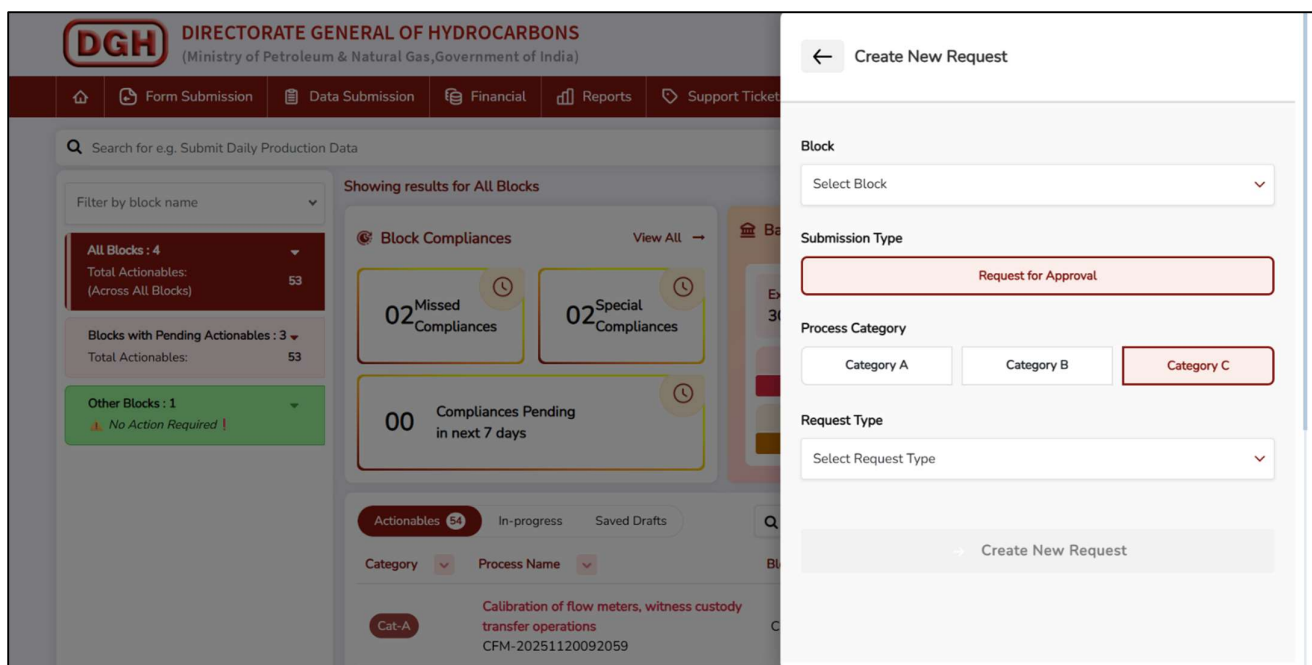 DGH
DIRECTORATE GENERAL OF HYDROCARBONS
(Ministry of Petroleum & Natural Gas,Government of India)
Form Submission
Data Submission
Financial
Reports
Support Ticket
Search for e.g. Submit Daily Production Data
Filter by block name
All Blocks : 4
Total Actionables:
(Across All Blocks)
53
Blocks with Pending Actionables : 3
Total Actionables:
53
Other Blocks : 1
No Action Required !
Showing results for All Blocks
Block Compliances
View All →
02 Missed
Compliances
02 Special
Compliances
00
Compliances Pending
in next 7 days
Ba
Ex
30
Actionables 54
In-progress
Saved Drafts
Category
Process Name
Bl
Cat-A
Calibration of flow meters, witness custody
transfer operations
CFM-20251120092059
C
← Create New Request
Block
Select Block
Submission Type
Request for Approval
Process Category
Category A
Category B
Category C
Request Type
Select Request Type
Create New Request